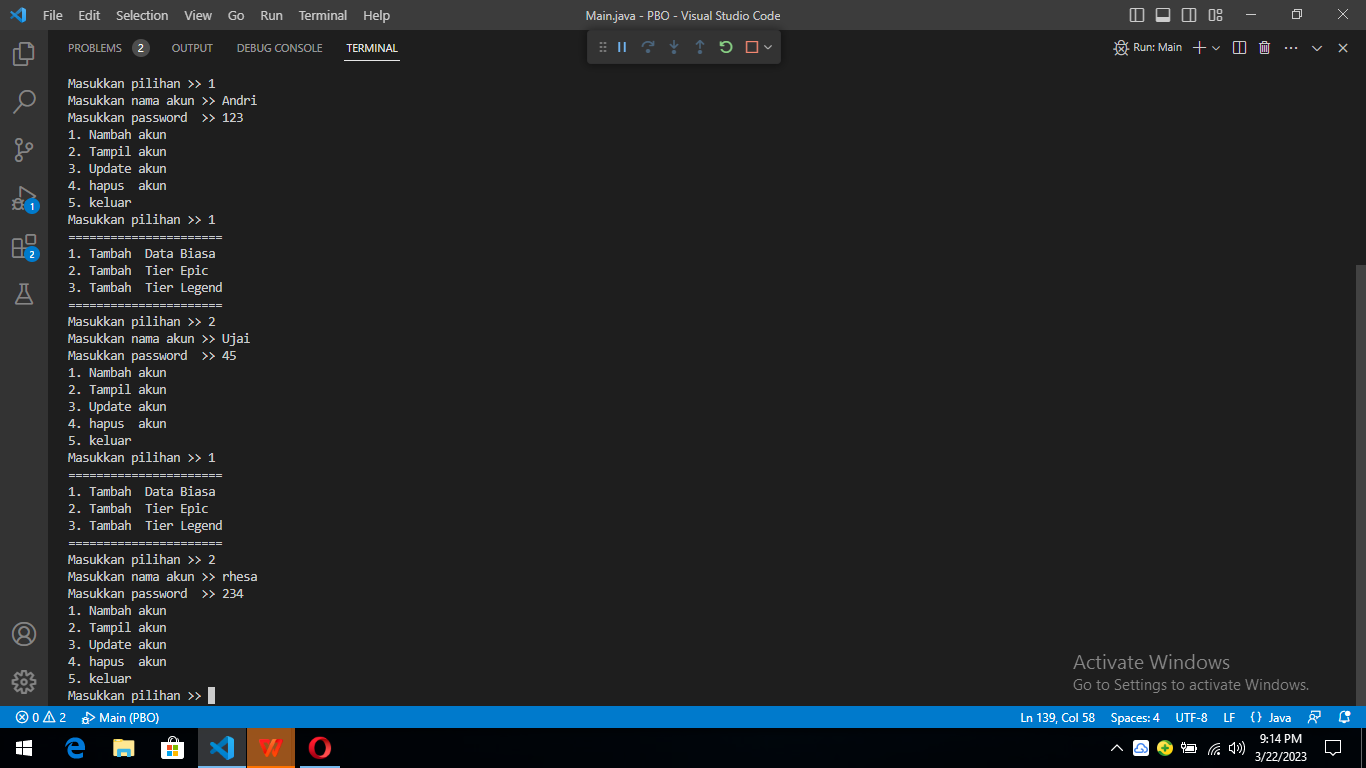 File Edit Selection View Go Run Terminal Help Main.java - PBO - Visual Studio Code
PROBLEMS 2 OUTPUT DEBUG CONSOLE TERMINAL Run: Main
Masukkan pilihan >> 1
Masukkan nama akun >> Andri
Masukkan password  >> 123
1. Nambah akun
2. Tampil akun
3. Update akun
4. hapus  akun
5. keluar
Masukkan pilihan >> 1
======================
1. Tambah  Data Biasa
2. Tambah  Tier Epic
3. Tambah  Tier Legend
======================
Masukkan pilihan >> 2
Masukkan nama akun >> Ujai
Masukkan password  >> 45
1. Nambah akun
2. Tampil akun
3. Update akun
4. hapus  akun
5. keluar
Masukkan pilihan >> 1
======================
1. Tambah  Data Biasa
2. Tambah  Tier Epic
3. Tambah  Tier Legend
======================
Masukkan pilihan >> 2
Masukkan nama akun >> rhesa
Masukkan password  >> 234
1. Nambah akun
2. Tampil akun
3. Update akun
4. hapus  akun
5. keluar
Masukkan pilihan >>
1
2
Activate Windows
Go to Settings to activate Windows.
0 2 Main (PBO) Ln 139, Col 58 Spaces: 4 UTF-8 LF {} Java
9:14 PM
3/22/2023